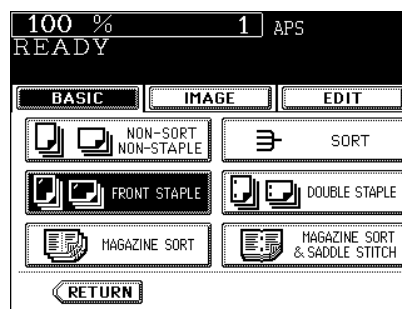 100 % 1 APS
READY
BASIC IMAGE EDIT
NON-SORT
NON-STAPLE
SORT
FRONT STAPLE
DOUBLE STAPLE
MAGAZINE SORT
MAGAZINE SORT
& SADDLE STITCH
RETURN